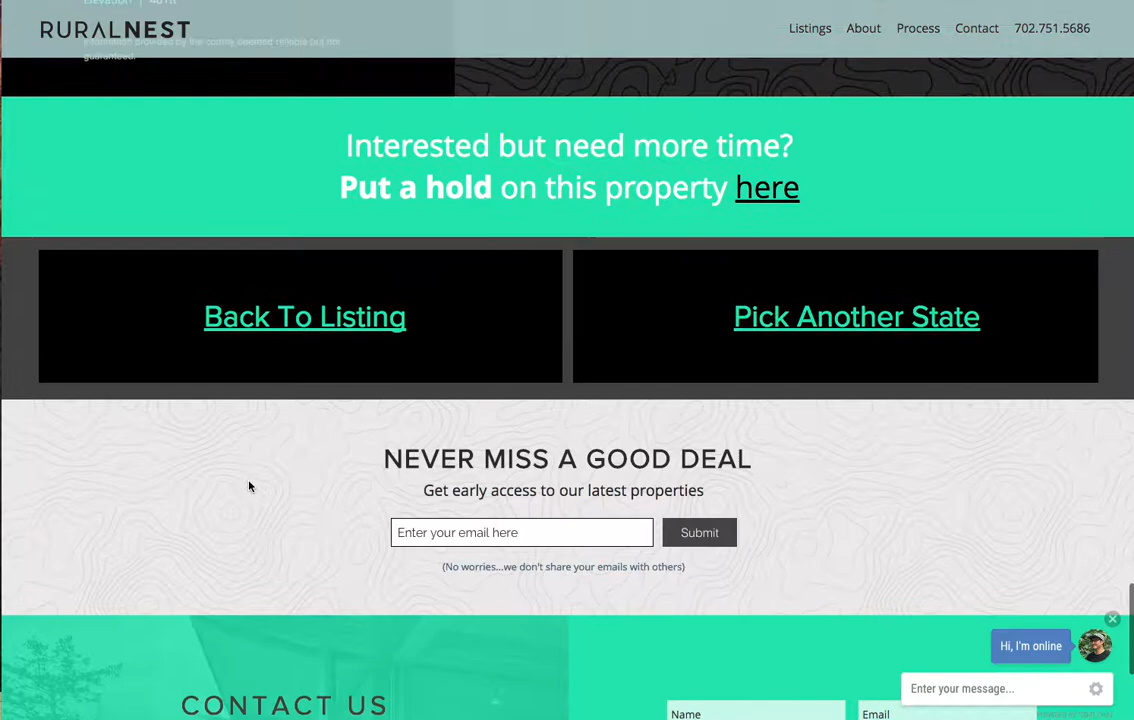 RURALNEST
Listings About Process Contact 702.751.5686
guaranteed.
Interested but need more time?
Put a hold on this property here
Back To Listing
Pick Another State
NEVER MISS A GOOD DEAL
Get early access to our latest properties
Enter your email here
Submit
(No worries...we don't share your emails with others)
Hi, I'm online
Enter your message...
CONTACT US
Name
Email